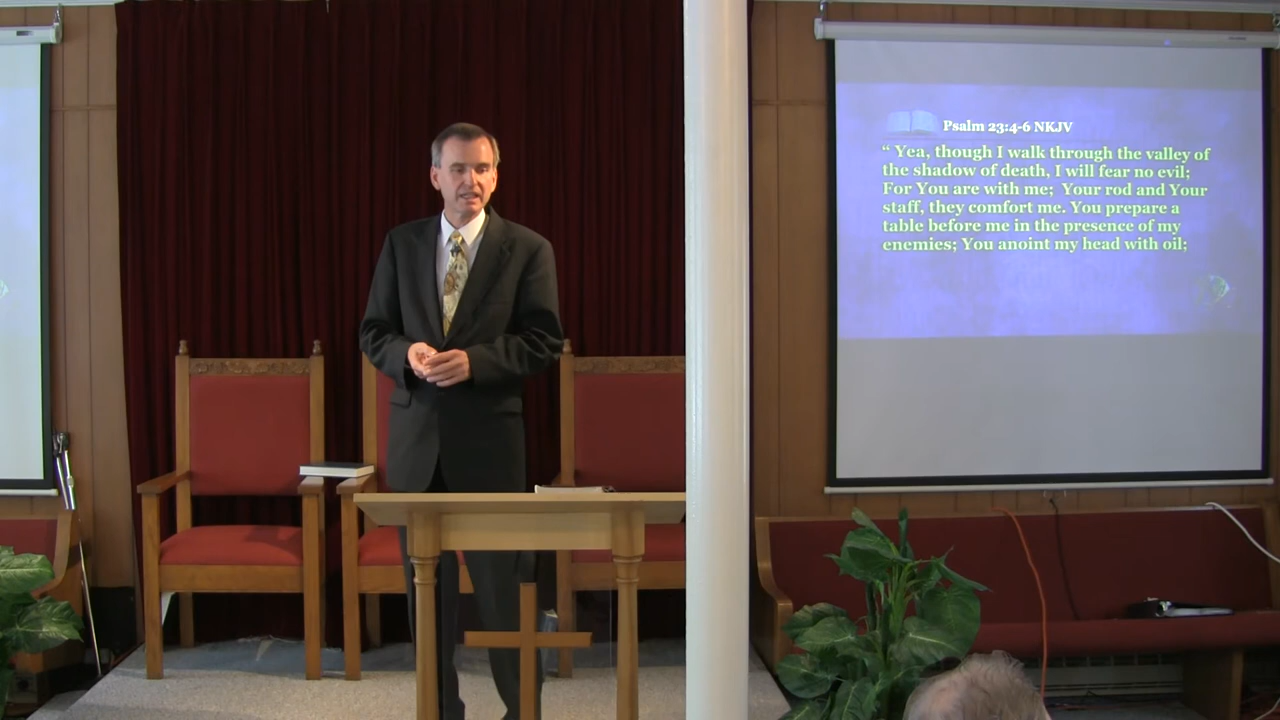 Psalm 23:4-6 NKJV
“ Yea, though I walk through the valley of
the shadow of death, I will fear no evil;
For You are with me;  Your rod and Your
staff, they comfort me. You prepare a
table before me in the presence of my
enemies; You anoint my head with oil;